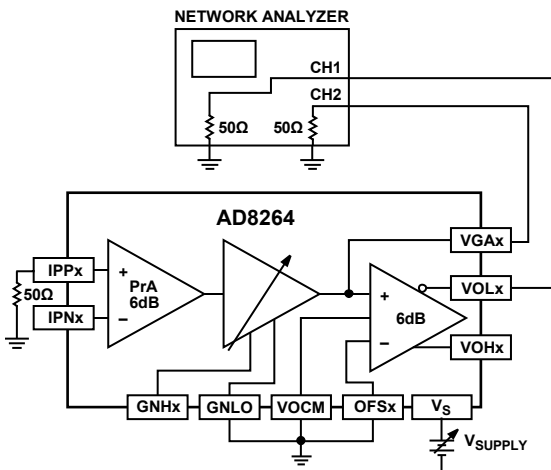 NETWORK ANALYZER
CH1
CH2
50Ω
50Ω
AD8264
VGAx
IPPx
+
PrA
6dB
–
+
6dB
–
VOLx
50Ω
IPNx
VOHx
GNHx
GNLO
VOCM
OFSx
VS
VSUPPLY